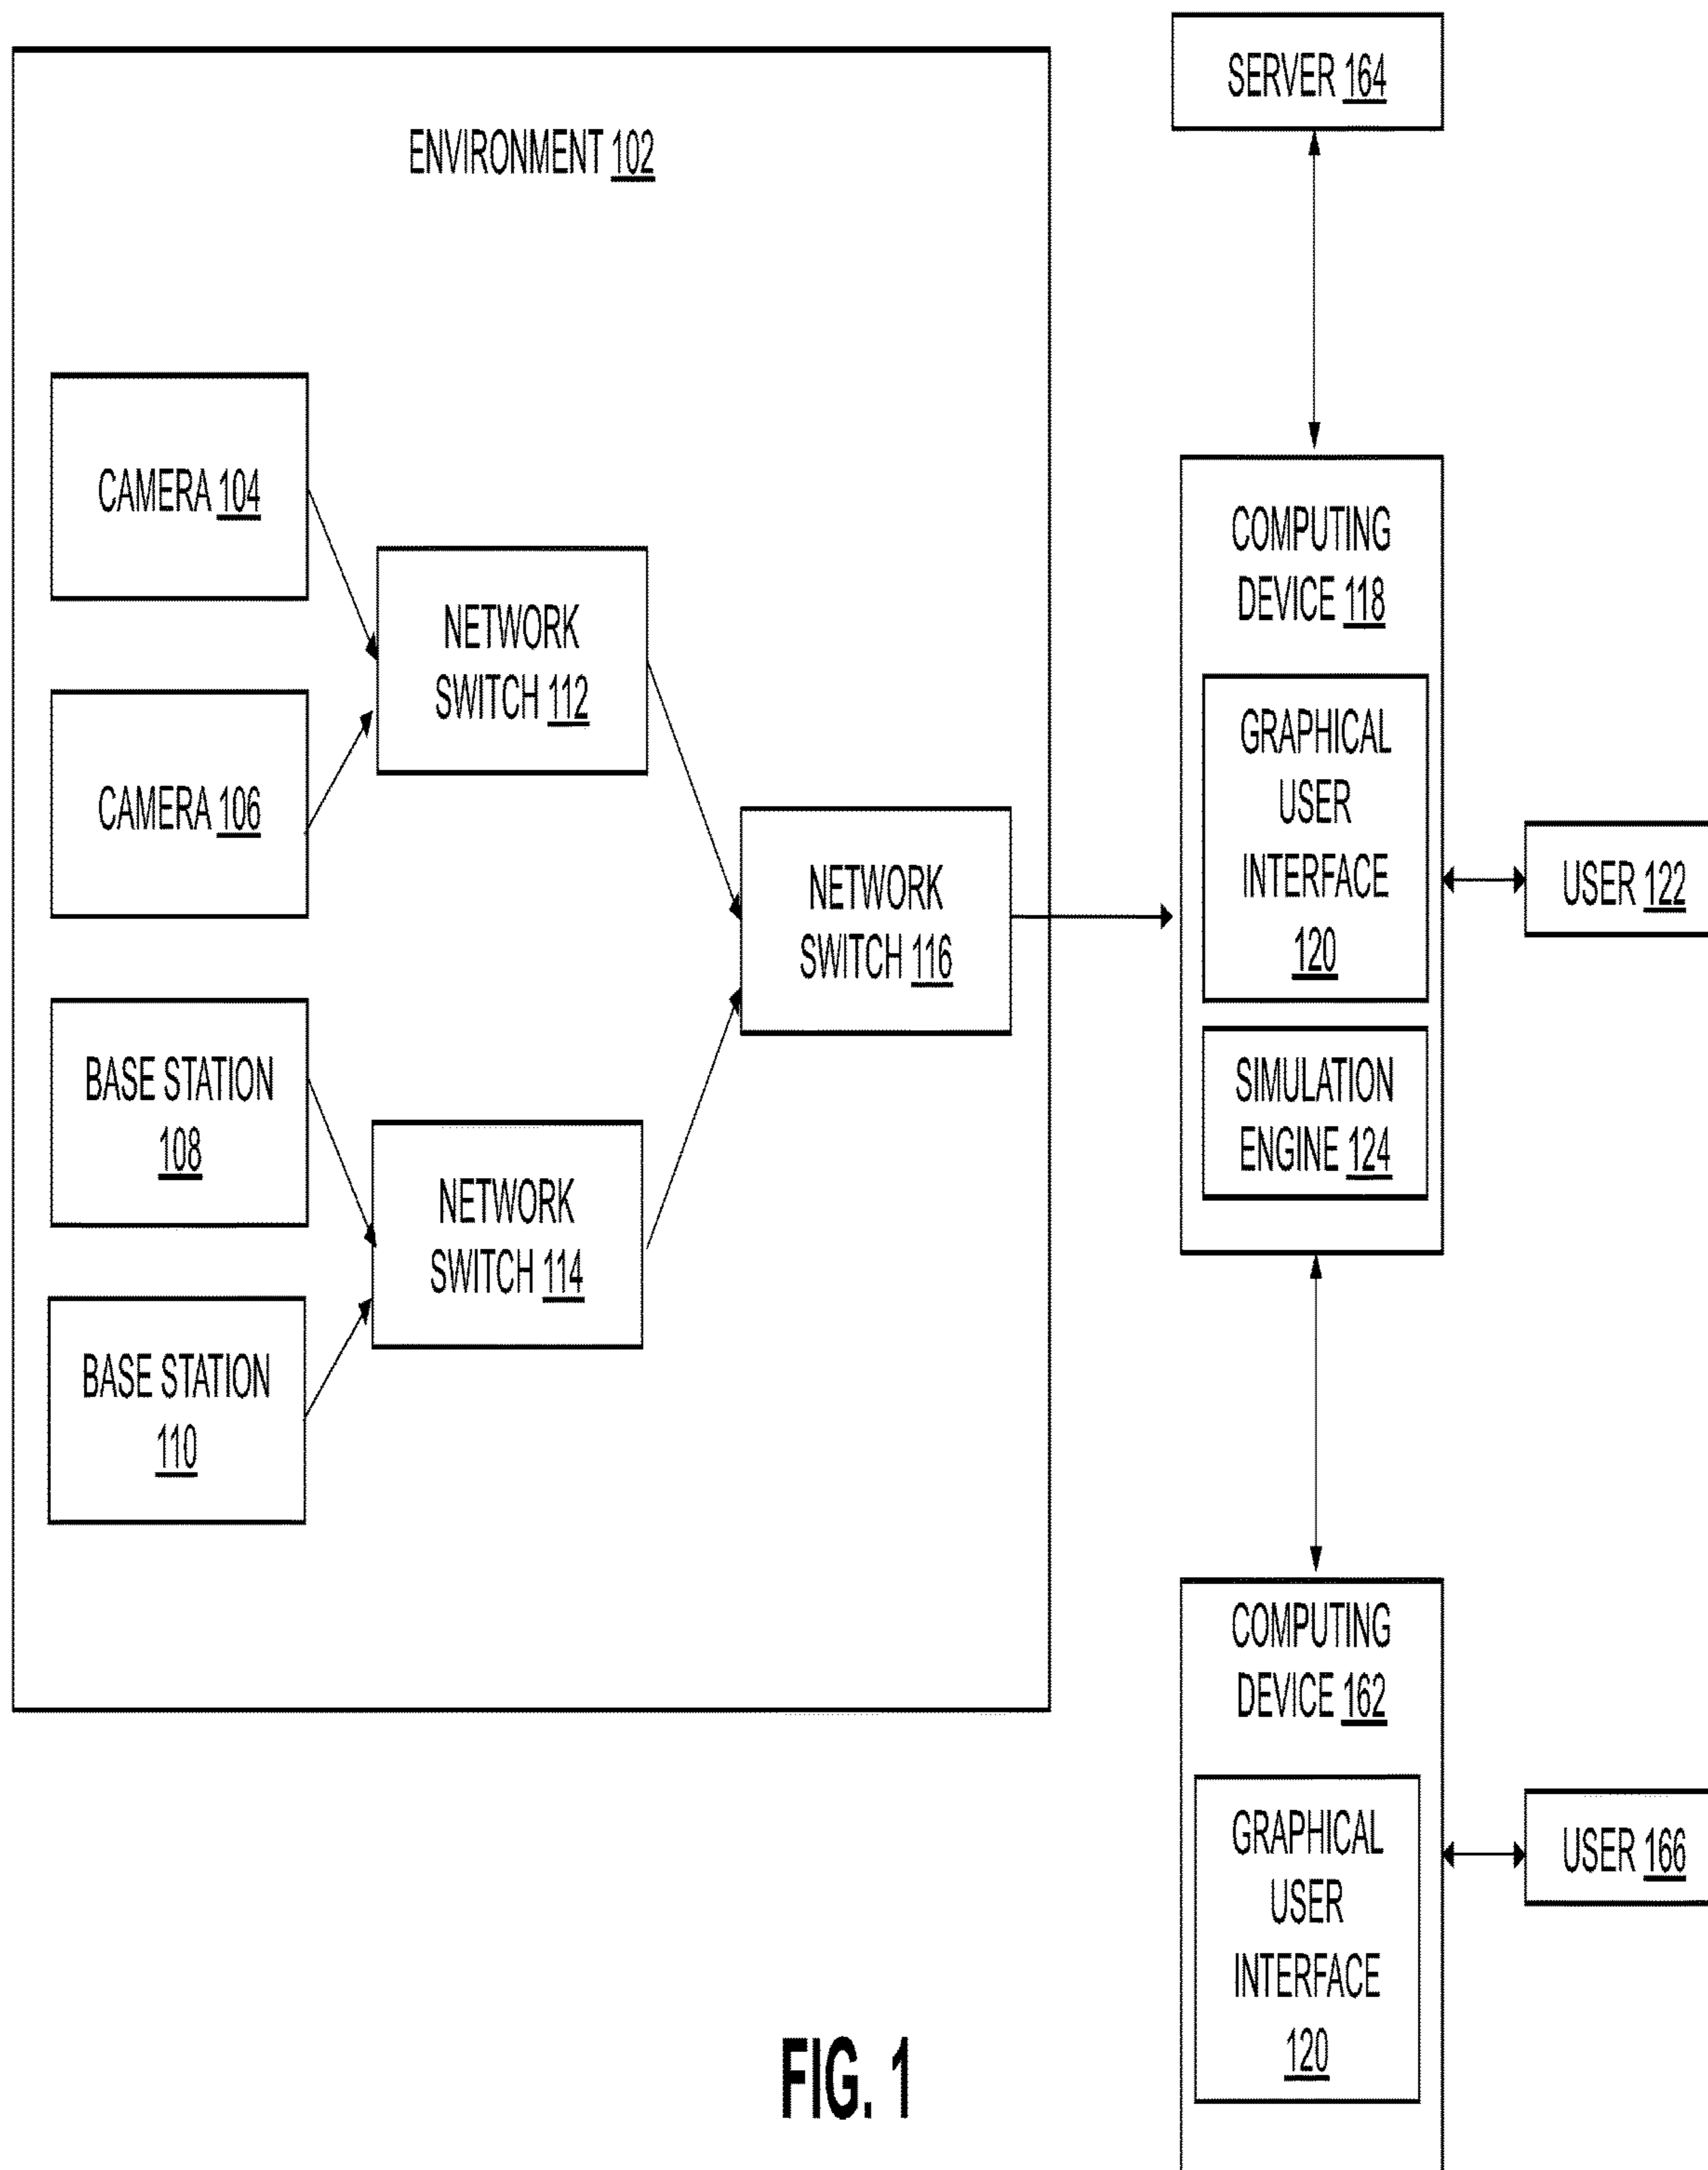 SERVER 164
ENVIRONMENT 102
CAMERA 104
CAMERA 106
BASE STATION
108
BASE STATION
110
NETWORK
SWITCH 112
NETWORK
SWITCH 114
NETWORK
SWITCH 116
COMPUTING
DEVICE 118
GRAPHICAL
USER
INTERFACE
120
SIMULATION
ENGINE 124
USER 122
COMPUTING
DEVICE 162
GRAPHICAL
USER
INTERFACE
120
USER 166
FIG. 1